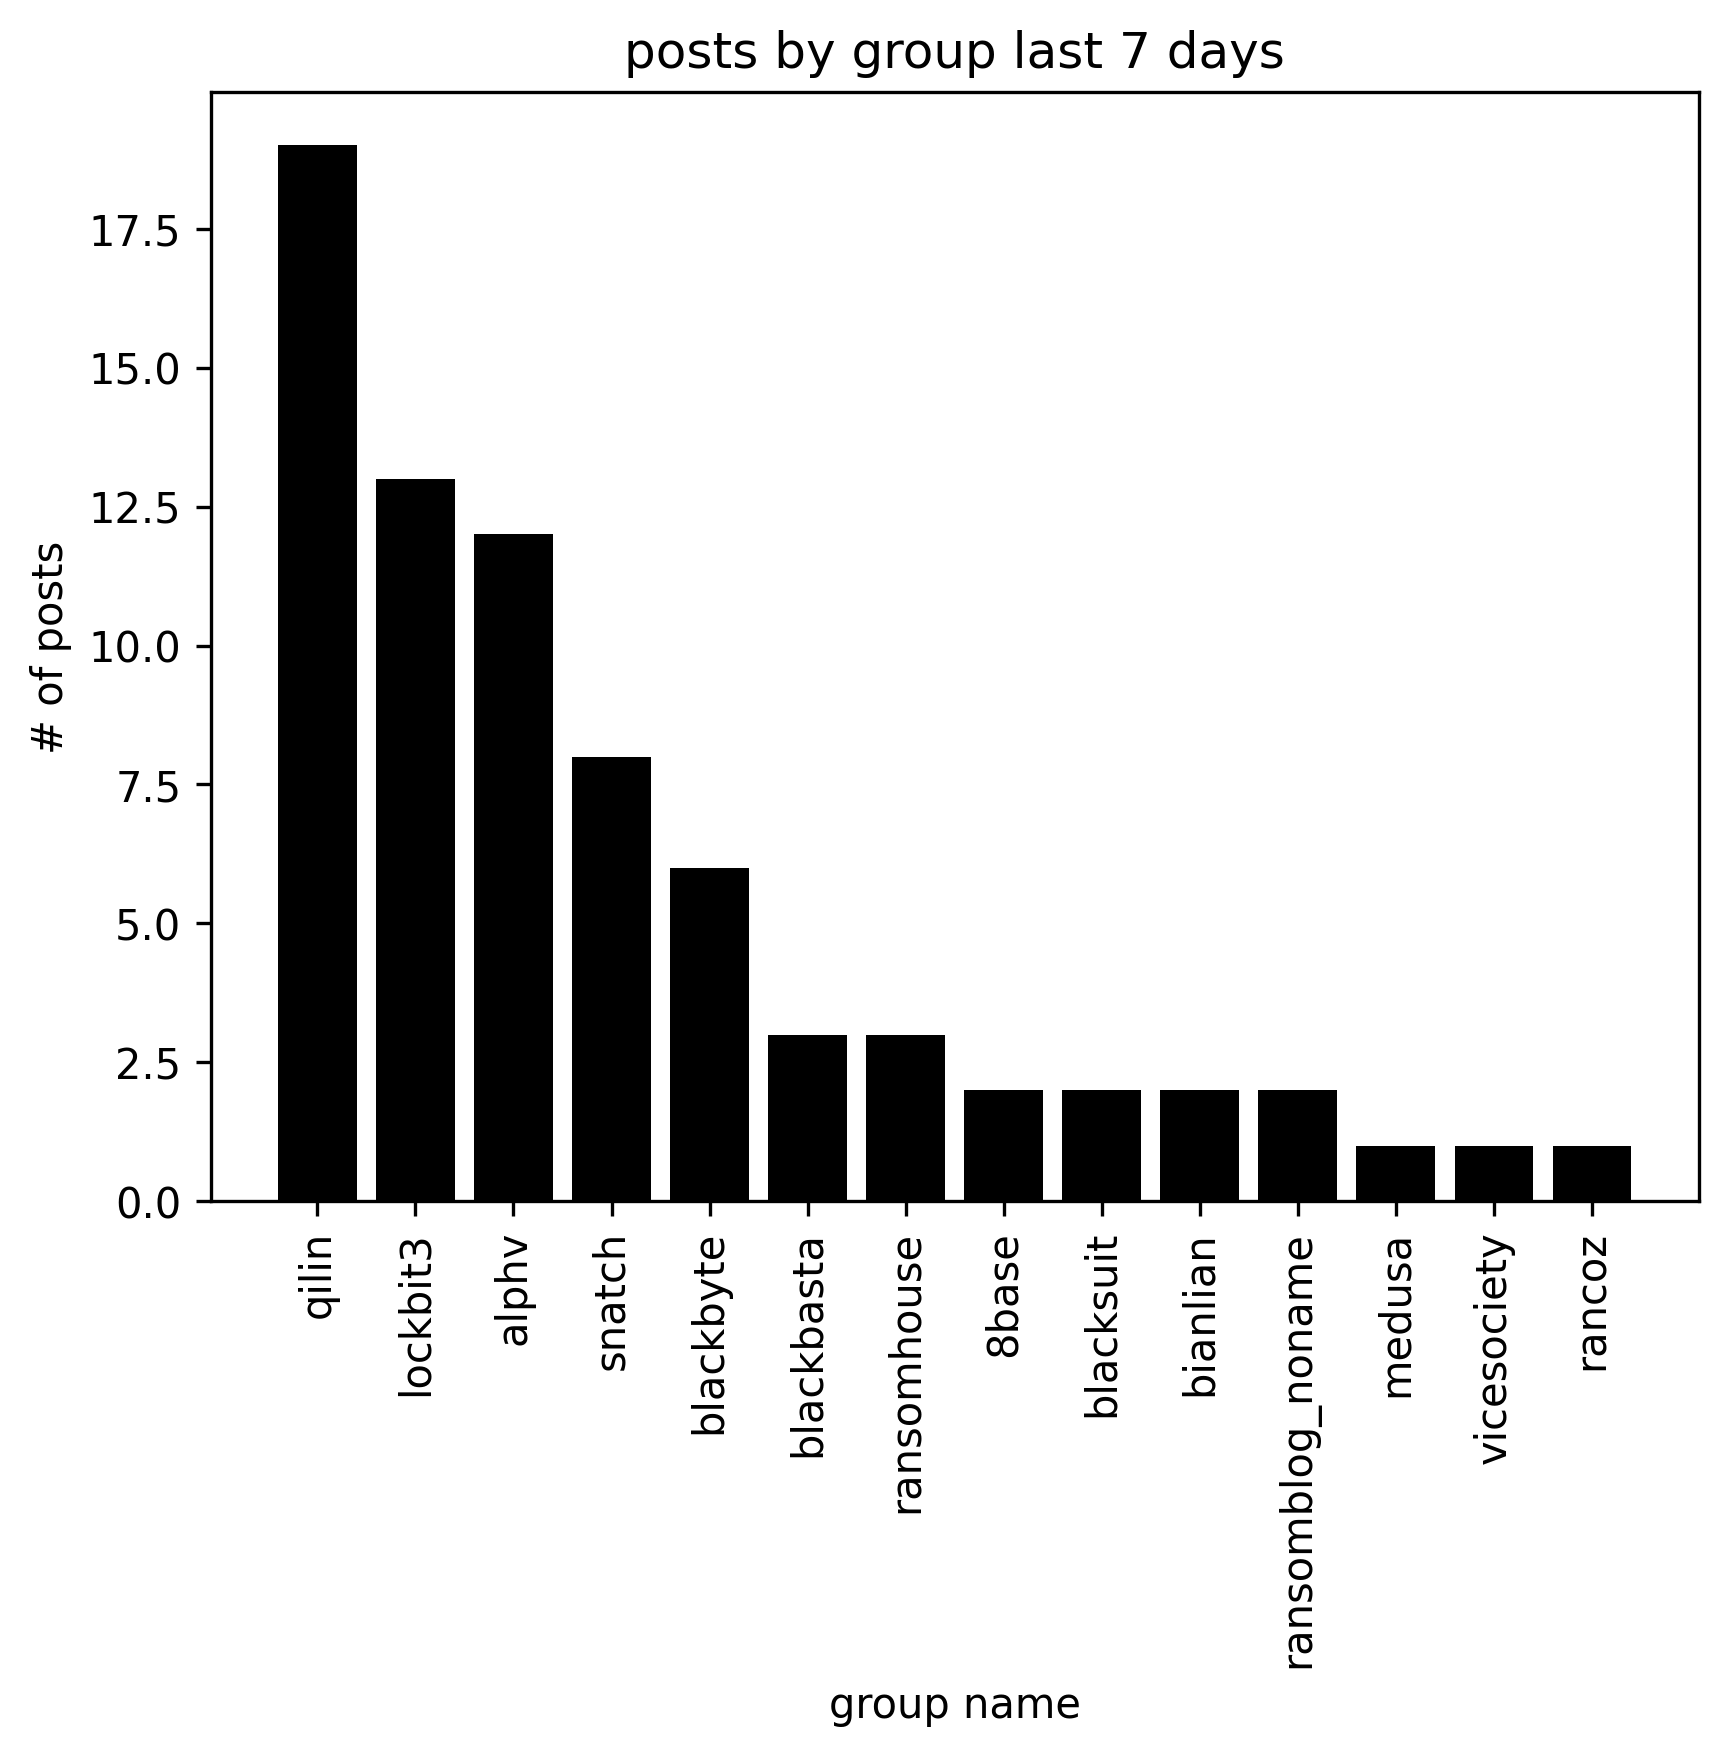 posts by group last 7 days
# of posts
17.5
15.0
12.5
10.0
7.5
5.0
2.5
0.0
qilin
lockbit3
alphv
snatch
blackbyte
blackbasta
ransomhouse
8base
blacksuit
bianlian
ransomblog_noname
medusa
vicesociety
rancoz
group name